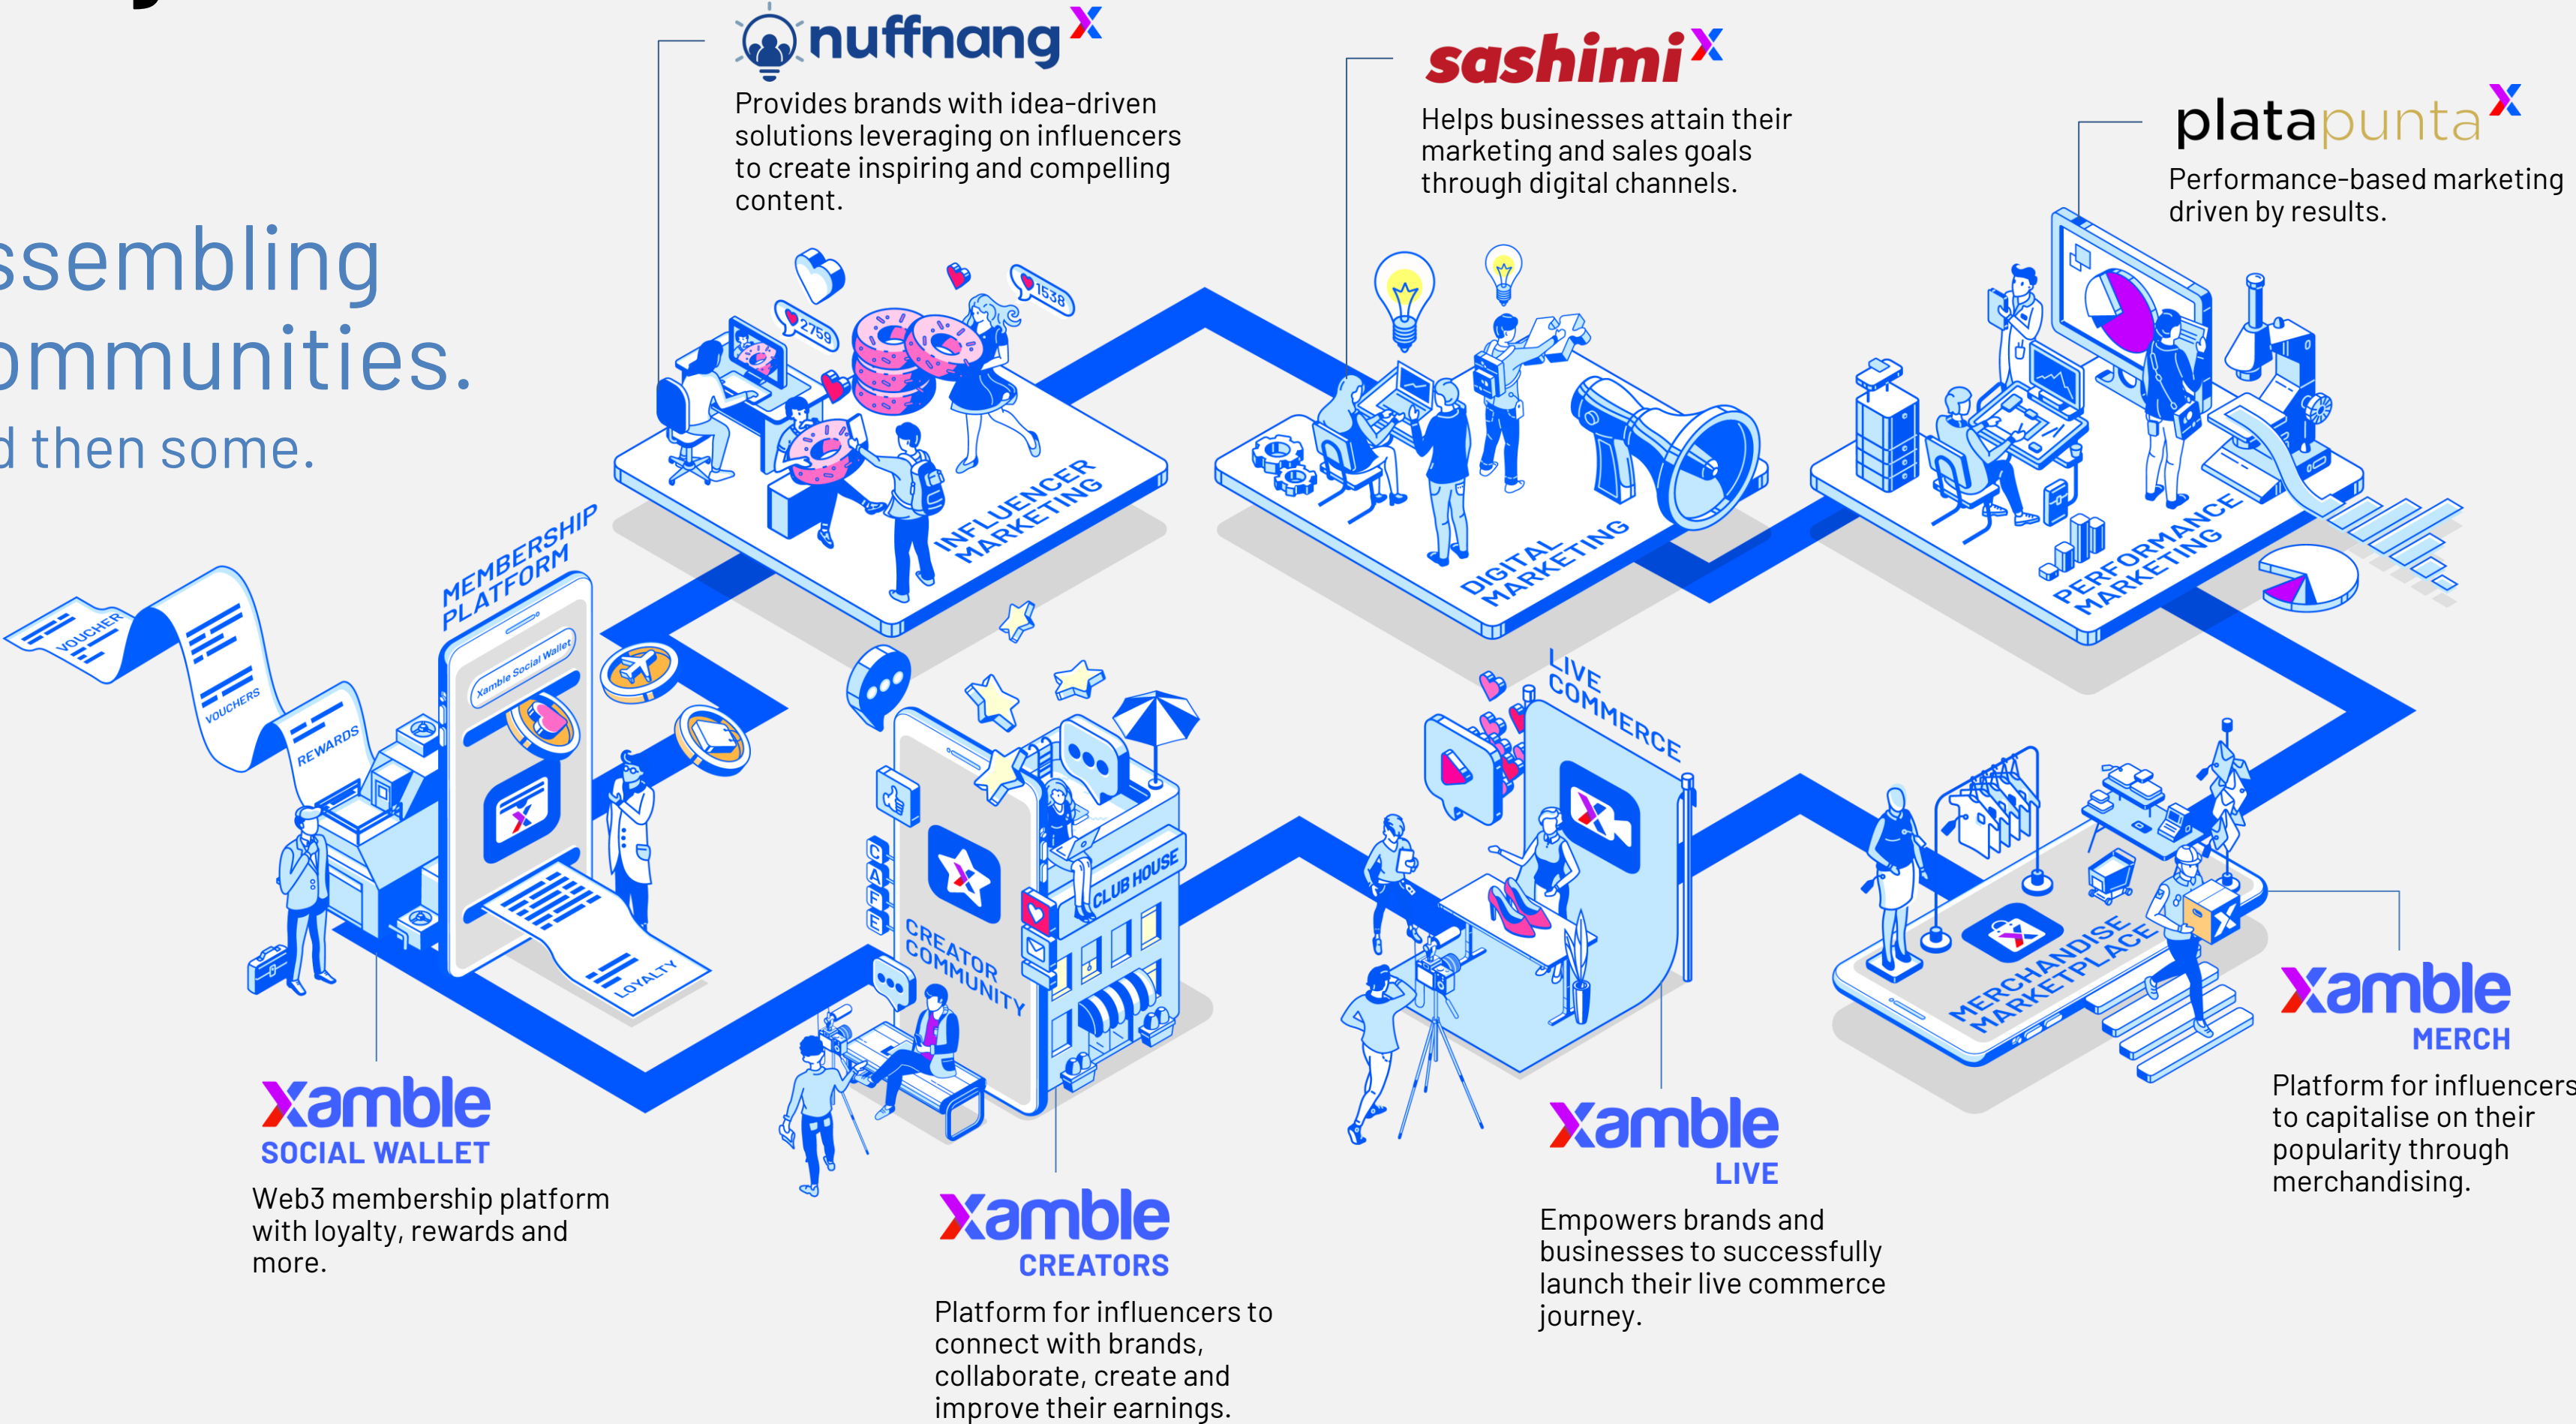 nuffnang X
Provides brands with idea-driven
solutions leveraging on influencers
to create inspiring and compelling
content.
sashimi X
Helps businesses attain their
marketing and sales goals
through digital channels.
platapunta X
Performance-based marketing
driven by results.
ssembling
ommunities.
d then some.
2759
1538
INFLUENCER
MARKETING
DIGITAL
MARKETING
PERFORMANCE
MARKETING
MEMBERSHIP
PLATFORM
Xamble Social Wallet
VOUCHER
VOUCHERS
REWARDS
LOYALTY
CAFE
CLUB HOUSE
CREATOR
COMMUNITY
LIVE
COMMERCE
MERCHANDISE
MARKETPLACE
X
xamble
SOCIAL WALLET
Web3 membership platform
with loyalty, rewards and
more.
xamble
CREATORS
Platform for influencers to
connect with brands,
collaborate, create and
improve their earnings.
xamble
LIVE
Empowers brands and
businesses to successfully
launch their live commerce
journey.
xamble
MERCH
Platform for influencers
to capitalise on their
popularity through
merchandising.